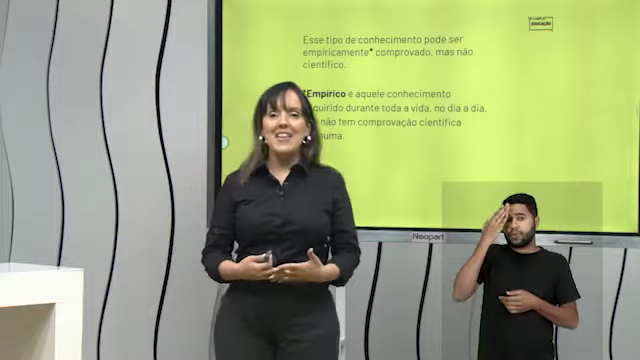 Esse tipo de conhecimento pode ser
empiricamente* comprovado, mas não
científico.
Empírico é aquele conhecimento
durante toda a vida, no dia a dia,
não tem comprovação científica
Neopart